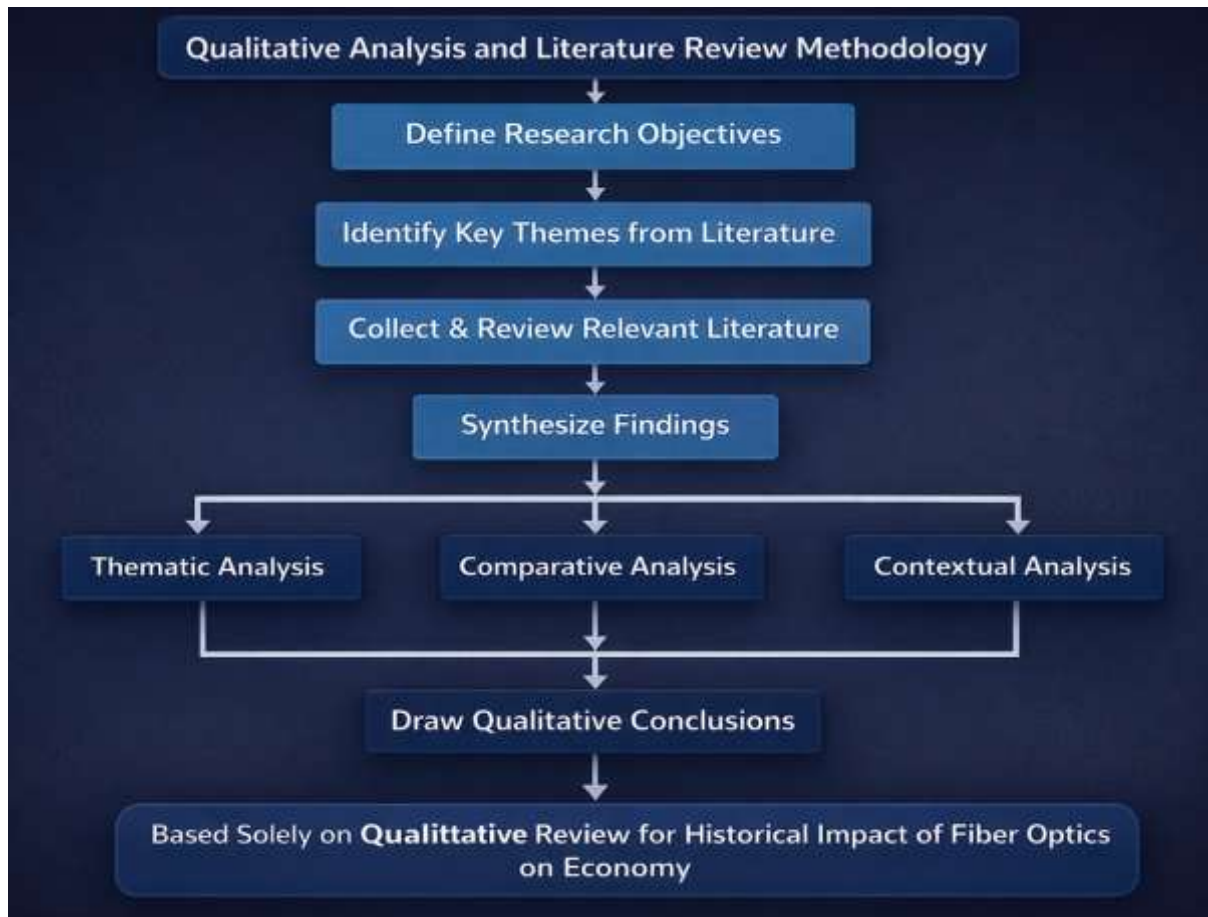 Qualitative Analysis and Literature Review Methodology
Define Research Objectives
Identify Key Themes from Literature
Collect & Review Relevant Literature
Synthesize Findings
Thematic Analysis
Comparative Analysis
Contextual Analysis
Draw Qualitative Conclusions
Based Solely on Qualittative Review for Historical Impact of Fiber Optics
on Economy